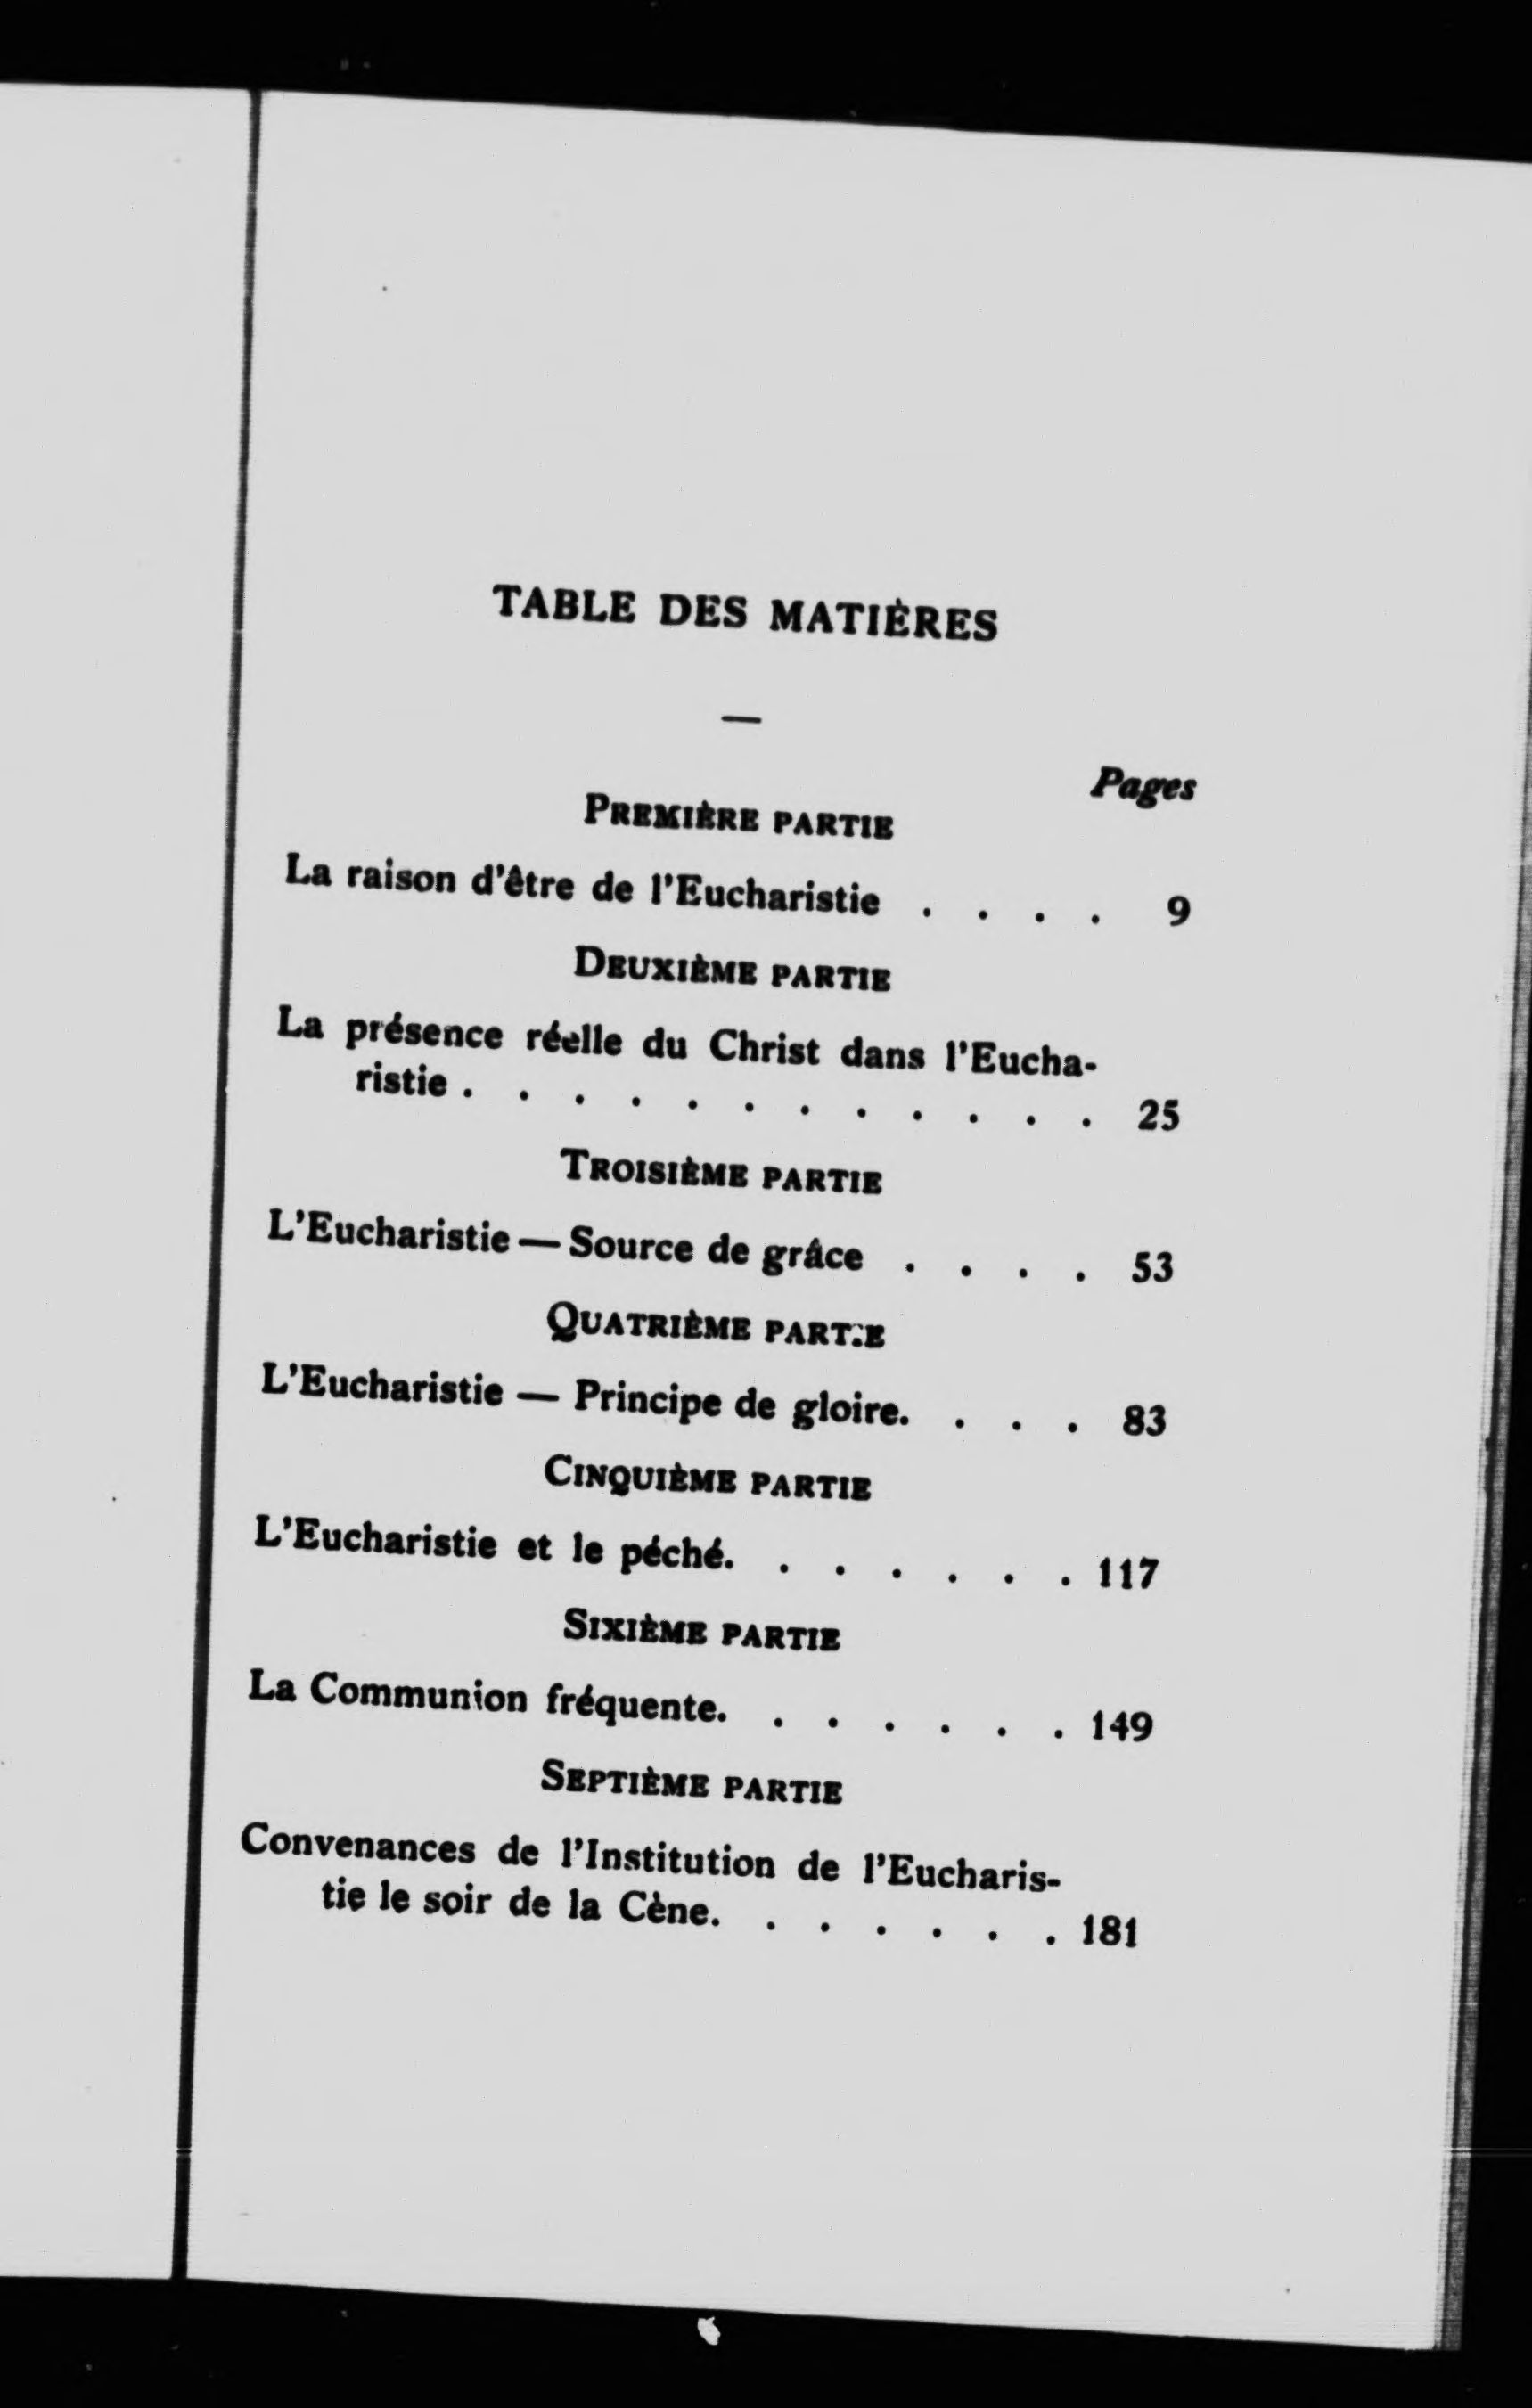 TABLE DES MATIÈRES
—
Pages
PREMIÈRE PARTIE
La raison d'être de l'Eucharistie . . . . 9
DEUXIÈME PARTIE
La présence réelle du Christ dans l'Eucha-
ristie . . . . . . . . . . . . 25
TROISIÈME PARTIE
L'Eucharistie — Source de grâce . . . . 53
QUATRIÈME PARTIE
L'Eucharistie — Principe de gloire. . . . 83
CINQUIÈME PARTIE
L'Eucharistie et le péché. . . . . . . 117
SIXIÈME PARTIE
La Communion fréquente. . . . . . . 149
SEPTIÈME PARTIE
Convenances de l'Institution de l'Eucharis-
tie le soir de la Cène. . . . . . . 181